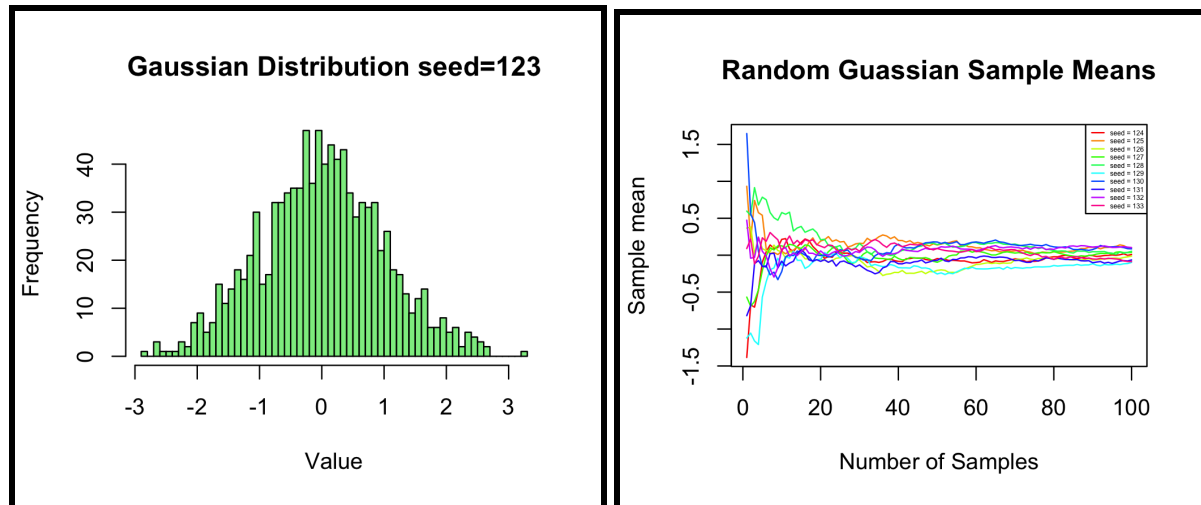 Gaussian Distribution seed=123
Frequency
40
30
20
10
0
-3 -2 -1 0 1 2 3
Value
Random Guassian Sample Means
Sample mean
1.5
0.5
-0.5
-1.5
seed = 124
seed = 125
seed = 126
seed = 127
seed = 128
seed = 129
seed = 130
seed = 131
seed = 132
seed = 133
0 20 40 60 80 100
Number of Samples